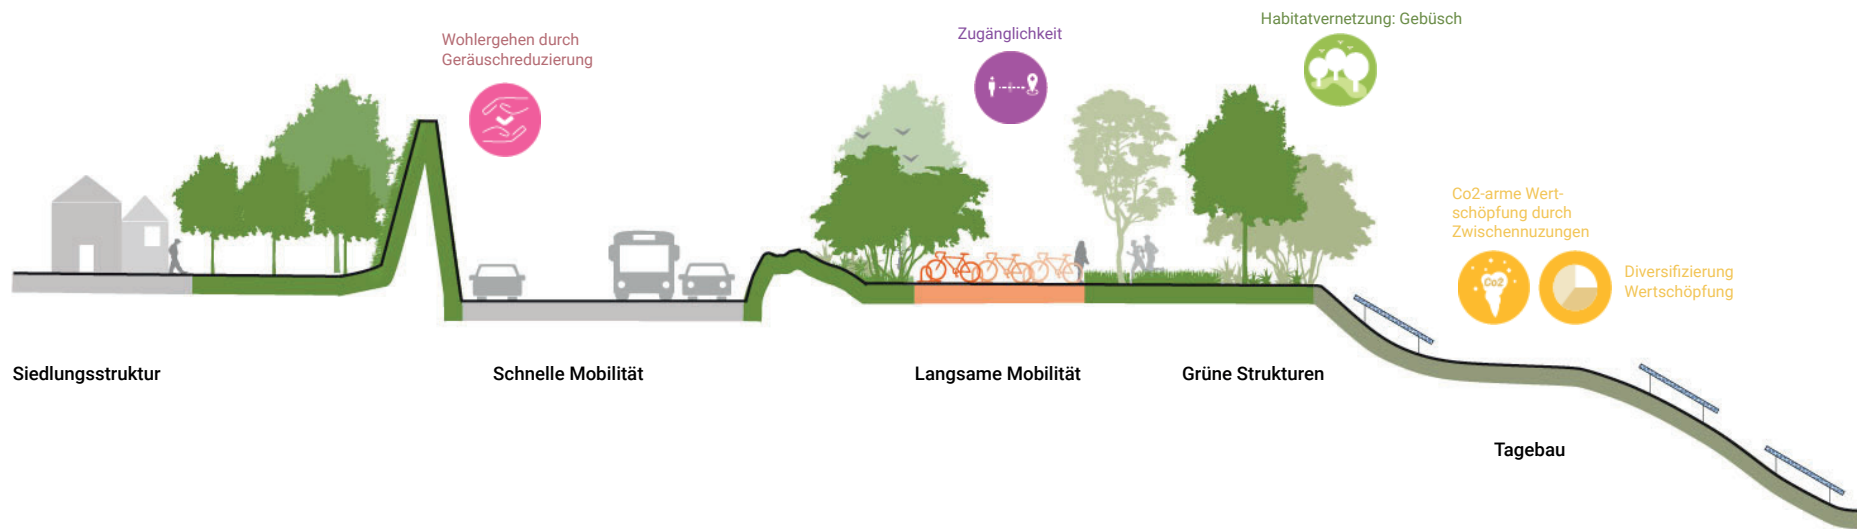 Habitatvernetzung: Gebüsch
Zugänglichkeit
Wohlergehen durch
Geräuschreduzierung
Co2-arme Wert-
schöpfung durch
Zwischennuzungen
Co2
Diversifizierung
Wertschöpfung
Siedlungsstruktur
Schnelle Mobilität
Langsame Mobilität
Grüne Strukturen
Tagebau